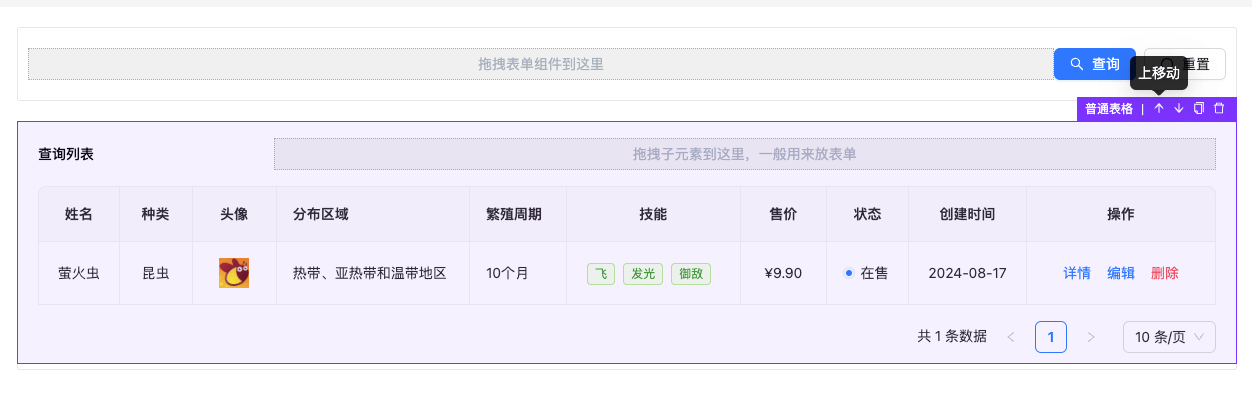 拖拽表单组件到这里
查询
重置
上移动
普通表格 |
查询列表
拖拽子元素到这里，一般用来放表单
姓名 种类 头像 分布区域 繁殖周期 技能 售价 状态 创建时间 操作
萤火虫 昆虫 热带、亚热带和温带地区 10个月 飞 发光 御敌 ¥9.90 在售 2024-08-17 详情 编辑 删除
共 1 条数据 < 1 > 10 条/页